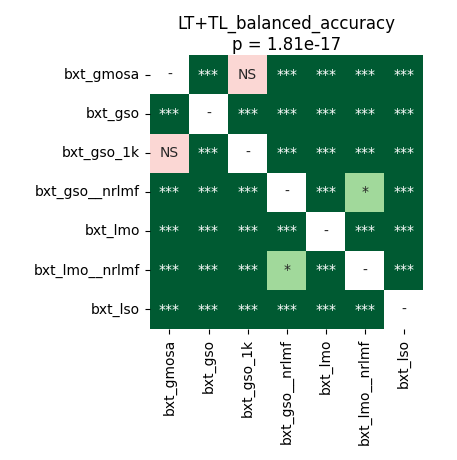 LT+TL_balanced_accuracy
p = 1.81e-17
bxt_gmosa - *** NS *** *** *** ***
bxt_gso *** - *** *** *** *** ***
bxt_gso_1k NS *** - *** *** *** ***
bxt_gso__nrlmf *** *** *** - *** * ***
bxt_lmo *** *** *** *** - *** ***
bxt_lmo__nrlmf *** *** *** * *** - ***
bxt_lso *** *** *** *** *** *** -
bxt_gmosa
bxt_gso
bxt_gso_1k
bxt_gso__nrlmf
bxt_lmo
bxt_lmo__nrlmf
bxt_lso